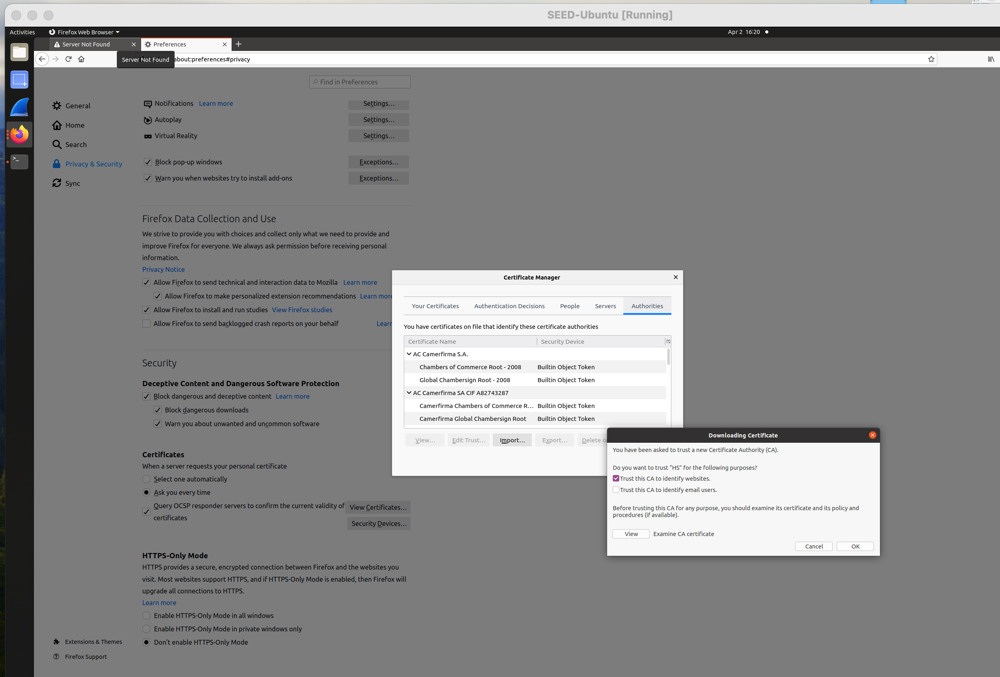 SEED-Ubuntu [Running]
Activities
Firefox Web Browser
Apr 2 16:20
Server Not Found
Preferences
Server Not Found
about:preferences#privacy
Find in Preferences
General
Home
Search
Privacy & Security
Sync
Notifications Learn more
Settings…
Autoplay
Settings…
Virtual Reality
Settings…
Block pop-up windows
Exceptions…
Warn you when websites try to install add-ons
Exceptions…
Firefox Data Collection and Use
We strive to provide you with choices and collect only what we need to provide and
improve Firefox for everyone. We always ask permission before receiving personal
information.
Privacy Notice
Allow Firefox to send technical and interaction data to Mozilla Learn more
Allow Firefox to make personalized extension recommendations Learn more
Allow Firefox to install and run studies View Firefox studies
Allow Firefox to send backlogged crash reports on your behalf Learn
Security
Deceptive Content and Dangerous Software Protection
Block dangerous and deceptive content Learn more
Block dangerous downloads
Warn you about unwanted and uncommon software
Certificates
When a server requests your personal certificate
Select one automatically
Ask you every time
Query OCSP responder servers to confirm the current validity of
certificates
View Certificates…
Security Devices…
HTTPS-Only Mode
HTTPS provides a secure, encrypted connection between Firefox and the websites you
visit. Most websites support HTTPS, and if HTTPS-Only Mode is enabled, then Firefox will
upgrade all connections to HTTPS.
Learn more
Enable HTTPS-Only Mode in all windows
Enable HTTPS-Only Mode in private windows only
Don’t enable HTTPS-Only Mode
Extensions & Themes
Firefox Support
Certificate Manager
Your Certificates
Authentication Decisions
People
Servers
Authorities
You have certificates on file that identify these certificate authorities
Certificate Name
Security Device
AC Camerfirma S.A.
Chambers of Commerce Root - 2008 Builtin Object Token
Global Chambersign Root - 2008 Builtin Object Token
AC Camerfirma SA CIF A82743287
Camerfirma Chambers of Commerce R… Builtin Object Token
Camerfirma Global Chambersign Root Builtin Object Token
View…
Edit Trust…
Import…
Export…
Delete o
Downloading Certificate
You have been asked to trust a new Certificate Authority (CA).
Do you want to trust “HS” for the following purposes?
Trust this CA to identify websites.
Trust this CA to identify email users.
Before trusting this CA for any purpose, you should examine its certificate and its policy and
procedures (if available).
View
Examine CA certificate
Cancel
OK